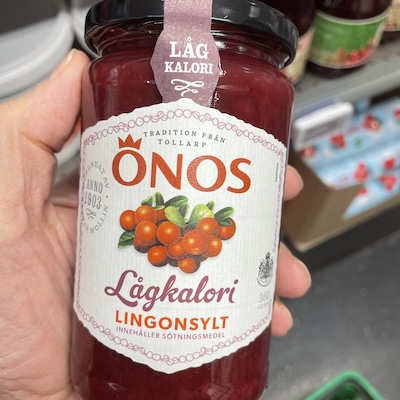 LÅG
KALORI
TRADITION FRÅN
TOLLARP
ÖNOS
ANNO
1903
Lågkalori
LINGONSYLT
INNEHÅLLER SÖTNINGSMEDEL